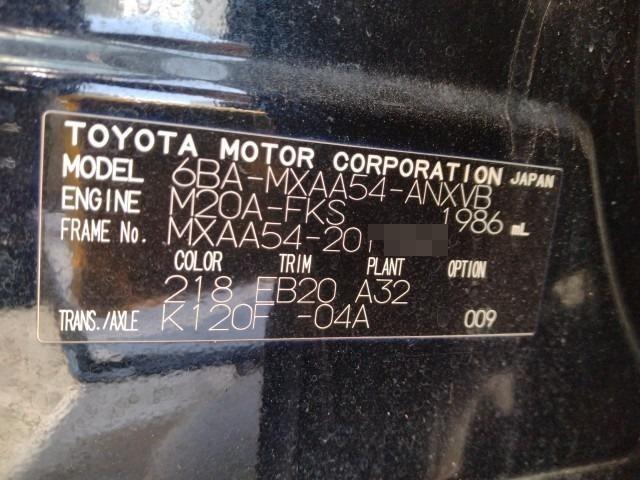 TOYOTA MOTOR CORPORATION JAPAN
MODEL 6BA-MXAA54-ANXVB
ENGINE M20A-FKS 1986 mL
FRAME No. MXAA54-201
COLOR TRIM PLANT OPTION
218 EB20 A32
TRANS./AXLE K120F -04A 009